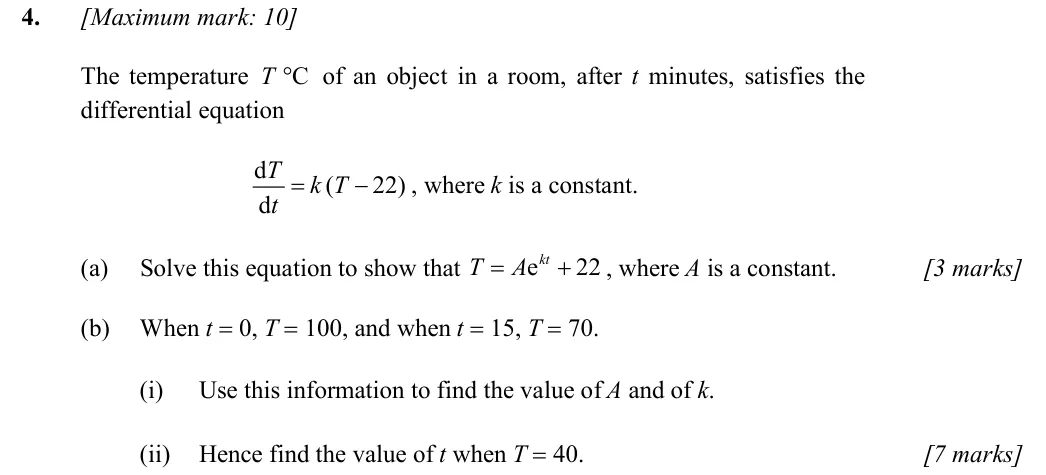 4. [Maximum mark: 10]
The temperature T °C of an object in a room, after t minutes, satisfies the
differential equation
dT/dt = k (T − 22) , where k is a constant.
(a) Solve this equation to show that T = Ae^kt + 22 , where A is a constant. [3 marks]
(b) When t = 0, T = 100, and when t = 15, T = 70.
(i) Use this information to find the value of A and of k.
(ii) Hence find the value of t when T = 40. [7 marks]